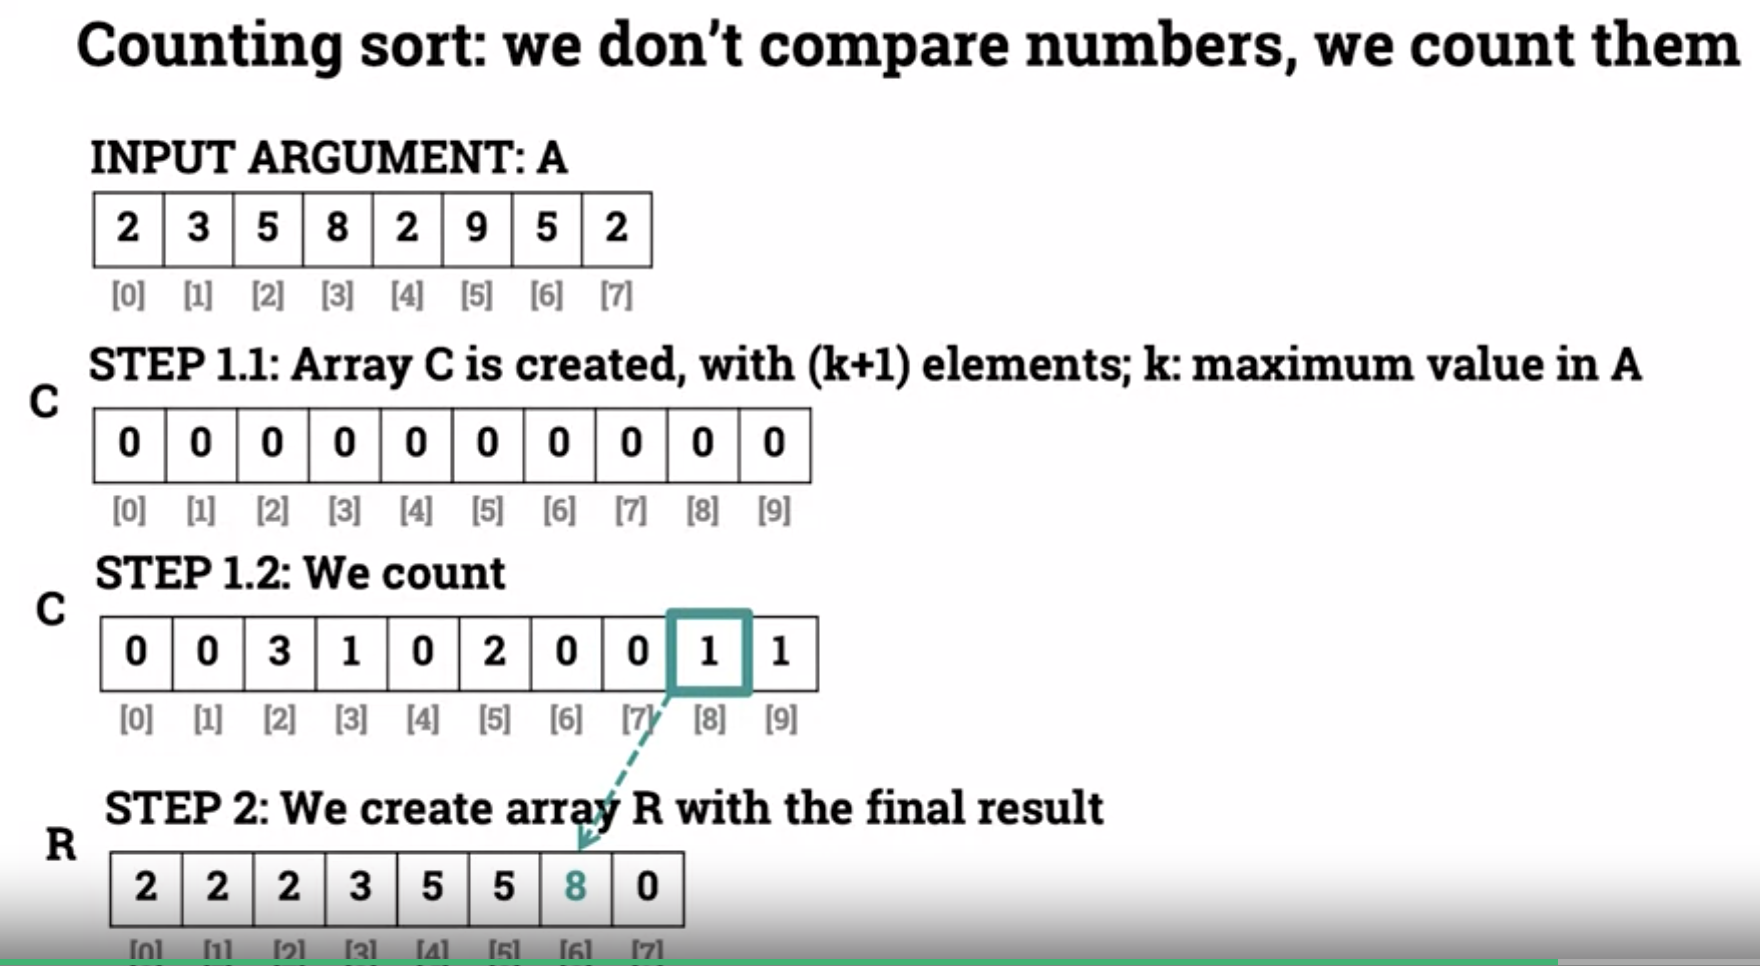 Counting sort: we don't compare numbers, we count them
INPUT ARGUMENT: A
2 3 5 8 2 9 5 2
[0] [1] [2] [3] [4] [5] [6] [7]
STEP 1.1: Array C is created, with (k+1) elements; k: maximum value in A
C
0 0 0 0 0 0 0 0 0 0
[0] [1] [2] [3] [4] [5] [6] [7] [8] [9]
STEP 1.2: We count
C
0 0 3 1 0 2 0 0 1 1
[0] [1] [2] [3] [4] [5] [6] [7] [8] [9]
STEP 2: We create array R with the final result
R
2 2 2 3 5 5 8 0
[0] [1] [2] [3] [4] [5] [6] [7]